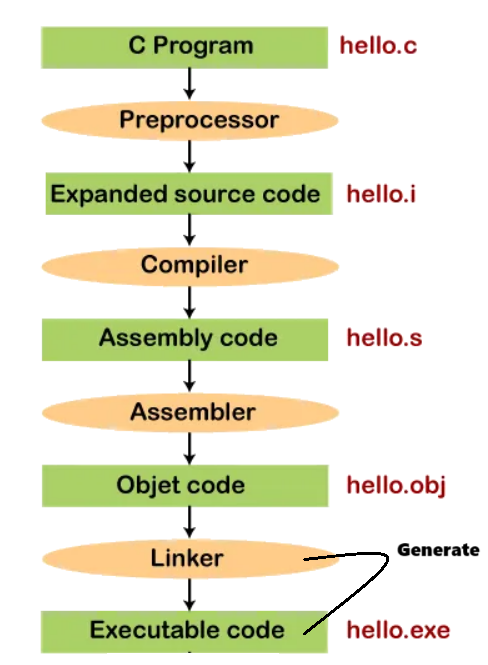 C Program hello.c
Preprocessor
Expanded source code hello.i
Compiler
Assembly code hello.s
Assembler
Objet code hello.obj
Linker Generate
Executable code hello.exe